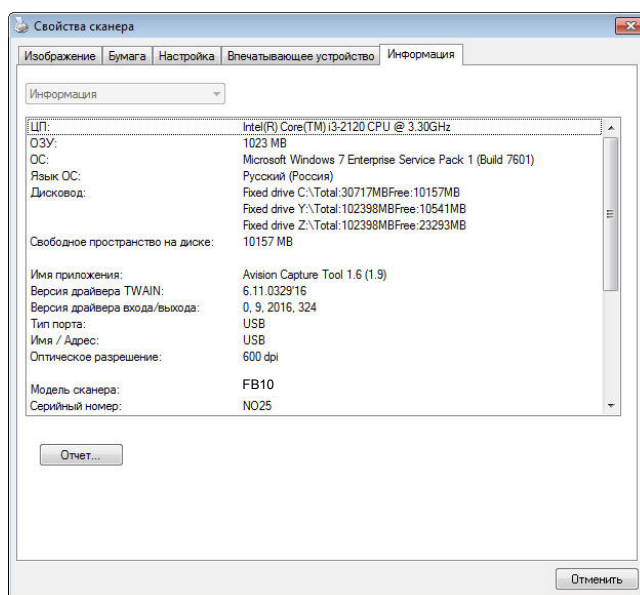 Свойства сканера
Изображение Бумага Настройка Впечатывающее устройство Информация
Информация
ЦП: Intel(R) Core(TM) i3-2120 CPU @ 3.30GHz
ОЗУ: 1023 MB
ОС: Microsoft Windows 7 Enterprise Service Pack 1 (Build 7601)
Язык ОС: Русский (Россия)
Дисковод: Fixed drive C:\Total:30717MBFree:10157MB
Fixed drive Y:\Total:102398MBFree:10541MB
Fixed drive Z:\Total:102398MBFree:23293MB
Свободное пространство на диске: 10157 MB
Имя приложения: Avision Capture Tool 1.6 (1.9)
Версия драйвера TWAIN: 6.11.0329'16
Версия драйвера входа/выхода: 0, 9, 2016, 324
Тип порта: USB
Имя / Адрес: USB
Оптическое разрешение: 600 dpi
Модель сканера: FB10
Серийный номер: NO25
Отчет...
Отменить